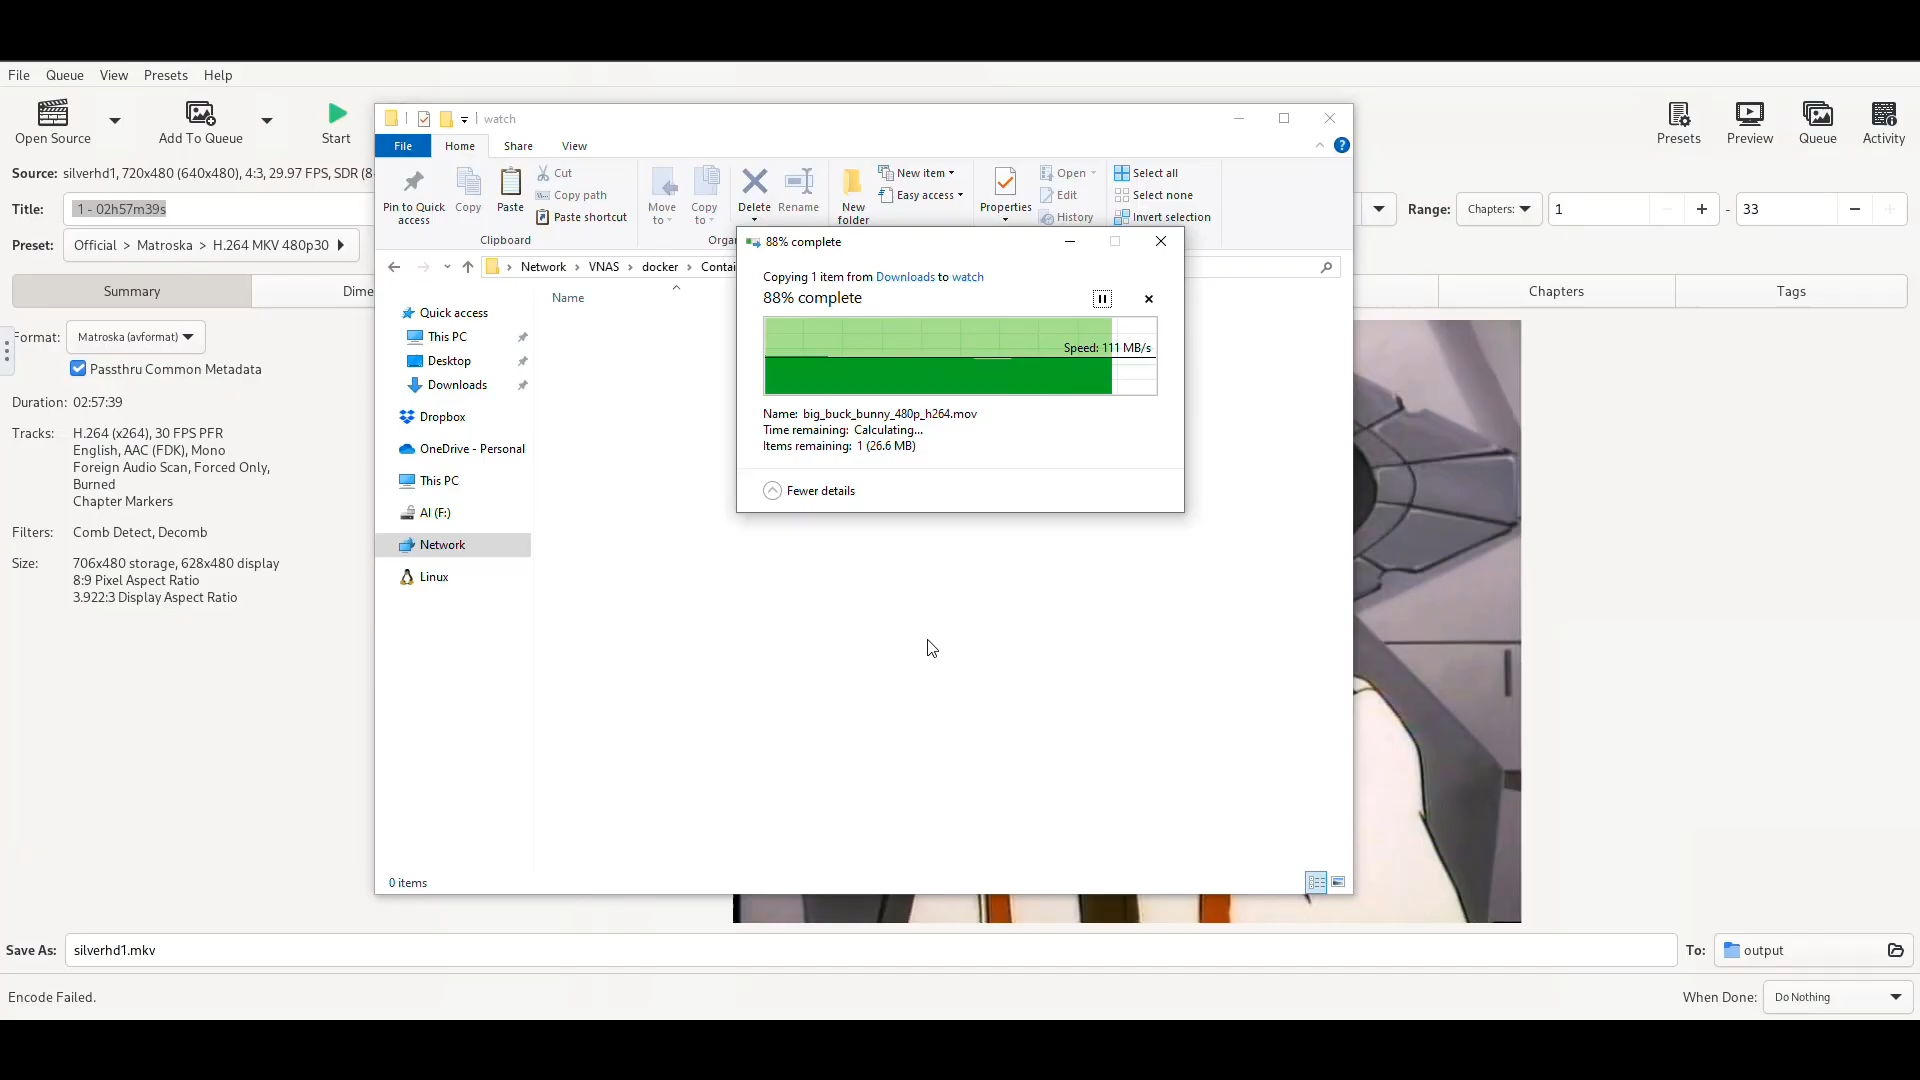 File Queue View Presets Help
Open Source Add To Queue Start Presets Preview Queue Activity
Source: silverhd1, 720x480 (640x480), 4:3, 29.97 FPS, SDR (8-
Title: 1 - 02h57m39s
Range: Chapters: 1 - 33
Preset: Official > Matroska > H.264 MKV 480p30
Summary Dime Chapters Tags
Format: Matroska (avformat)
Passthru Common Metadata
Duration: 02:57:39
Tracks: H.264 (x264), 30 FPS PFR
English, AAC (FDK), Mono
Foreign Audio Scan, Forced Only,
Burned
Chapter Markers
Filters: Comb Detect, Decomb
Size: 706x480 storage, 628x480 display
8:9 Pixel Aspect Ratio
3.922:3 Display Aspect Ratio
watch
File Home Share View
Pin to Quick
access
Copy
Paste
Cut
Copy path
Paste shortcut
Clipboard
Move
to
Copy
to
Delete
Rename
Organ
New
folder
New item
Easy access
Properties
Open
Edit
History
Select all
Select none
Invert selection
Network > VNAS > docker > Contai
Name
Quick access
This PC
Desktop
Downloads
Dropbox
OneDrive - Personal
This PC
AI (F:)
Network
Linux
0 items
88% complete
Copying 1 item from Downloads to watch
88% complete
Speed: 111 MB/s
Name: big_buck_bunny_480p_h264.mov
Time remaining: Calculating...
Items remaining: 1 (26.6 MB)
Fewer details
Save As: silverhd1.mkv To: output
Encode Failed. When Done: Do Nothing